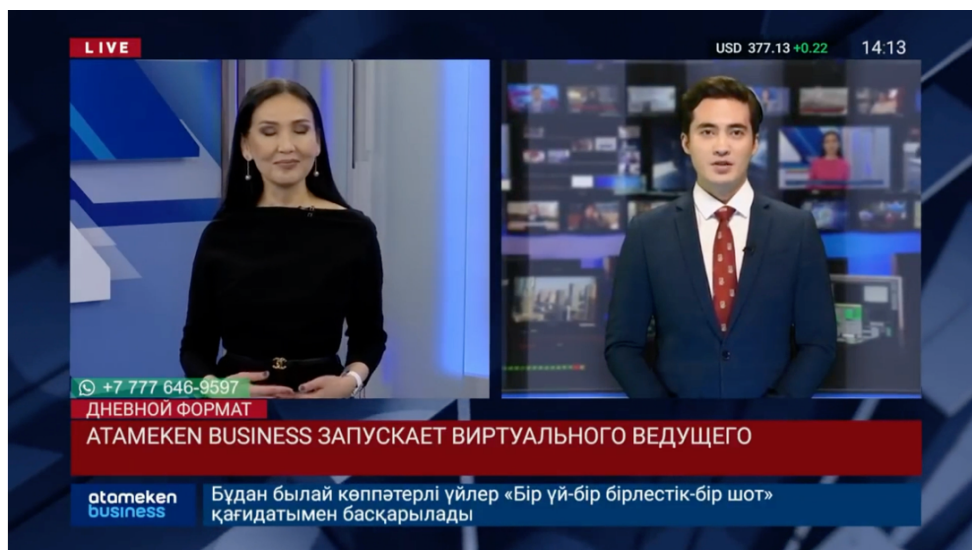 LIVE
USD 377.13 +0.22
14:13
+7 777 646-9597
ДНЕВНОЙ ФОРМАТ
ATAMEKEN BUSINESS ЗАПУСКАЕТ ВИРТУАЛЬНОГО ВЕДУЩЕГО
atameken
business
Бұдан былай көппәтерлі үйлер «Бір үй-бір бірлестік-бір шот»
қағидатымен басқарылады